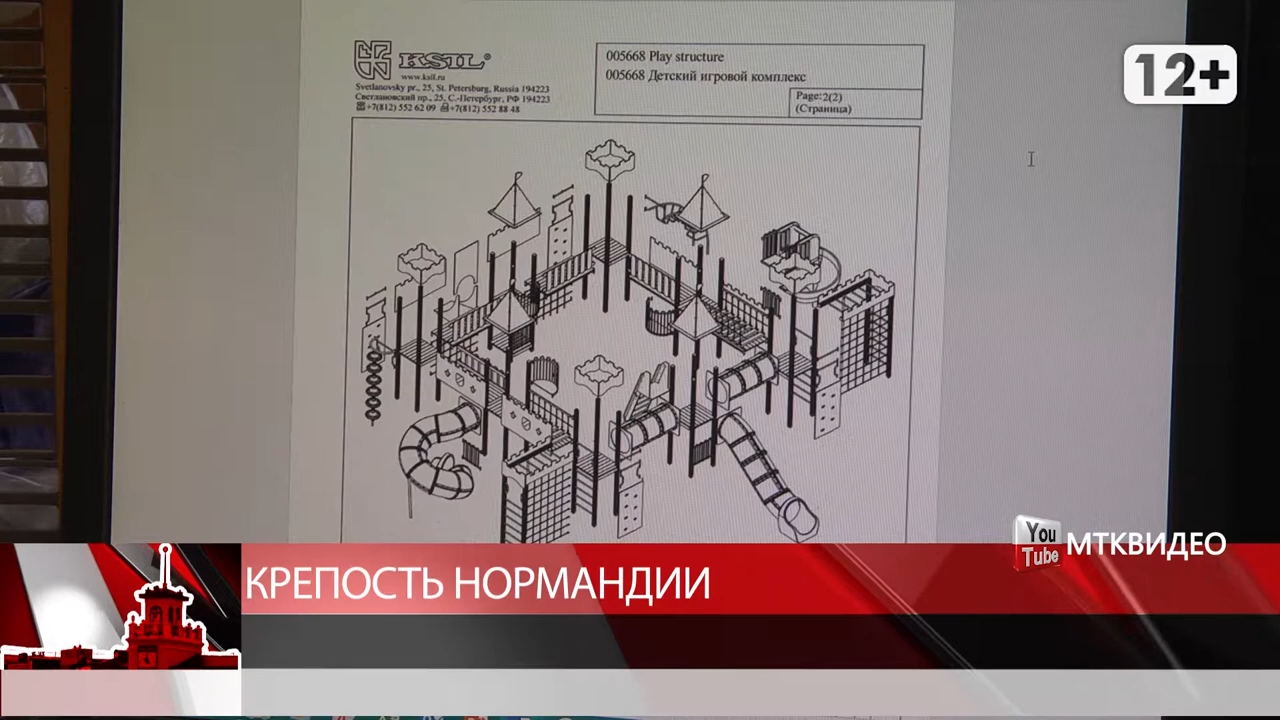 KSIL®
www.ksil.ru
Svetlanovsky pr., 25, St. Petersburg, Russia 194223
Светлановский пр., 25, С.-Петербург, РФ 194223
+7(812) 552 62 09 +7(812) 552 88 48
005668 Play structure
005668 Детский игровой комплекс
Page:2(2)
(Страница)
12+
You
Tube
МТКВИДЕО
КРЕПОСТЬ НОРМАНДИИ